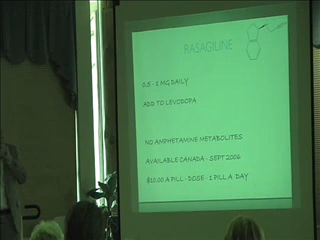 RASAGILINE
0.5 - 1 MG DAILY
ADD TO LEVODOPA
NO AMPHETAMINE METABOLITES
AVAILABLE CANADA - SEPT 2006
$10.00 A PILL - DOSE - 1 PILL A DAY